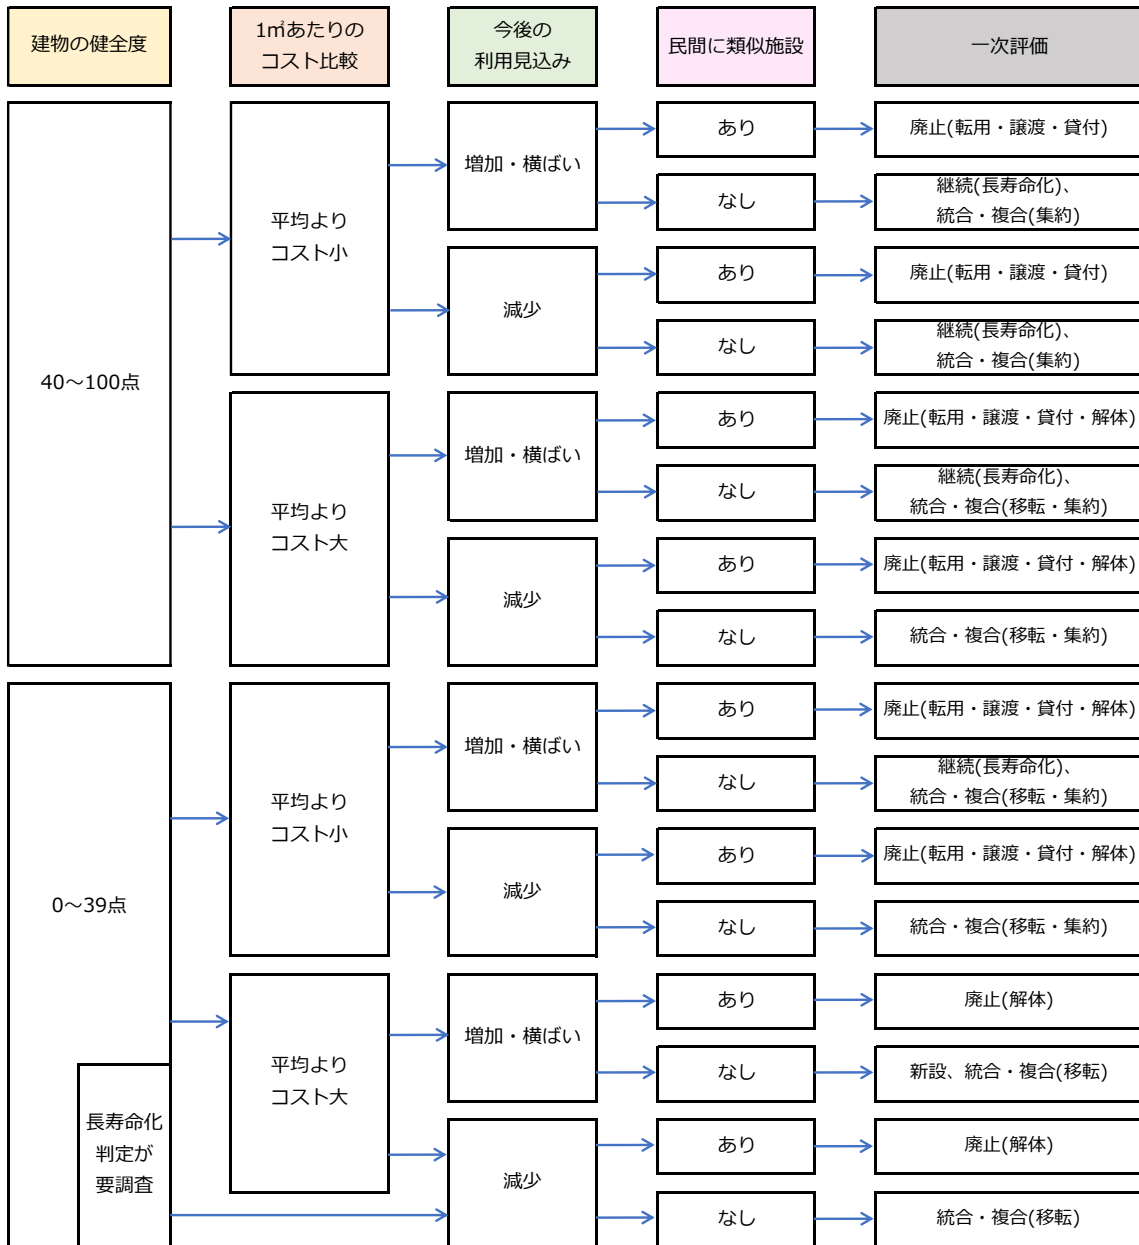 建物の健全度
1㎡あたりの
コスト比較
今後の
利用見込み
民間に類似施設
一次評価
40～100点
平均より
コスト小
増加・横ばい
あり
廃止(転用・譲渡・貸付)
なし
継続(長寿命化)、
統合・複合(集約)
減少
あり
廃止(転用・譲渡・貸付)
なし
継続(長寿命化)、
統合・複合(集約)
平均より
コスト大
増加・横ばい
あり
廃止(転用・譲渡・貸付・解体)
なし
継続(長寿命化)、
統合・複合(移転・集約)
減少
あり
廃止(転用・譲渡・貸付・解体)
なし
統合・複合(移転・集約)
0～39点
平均より
コスト小
増加・横ばい
あり
廃止(転用・譲渡・貸付・解体)
なし
継続(長寿命化)、
統合・複合(移転・集約)
減少
あり
廃止(転用・譲渡・貸付・解体)
なし
統合・複合(移転・集約)
平均より
コスト大
増加・横ばい
あり
廃止(解体)
なし
新設、統合・複合(移転)
長寿命化
判定が
要調査
減少
あり
廃止(解体)
なし
統合・複合(移転)